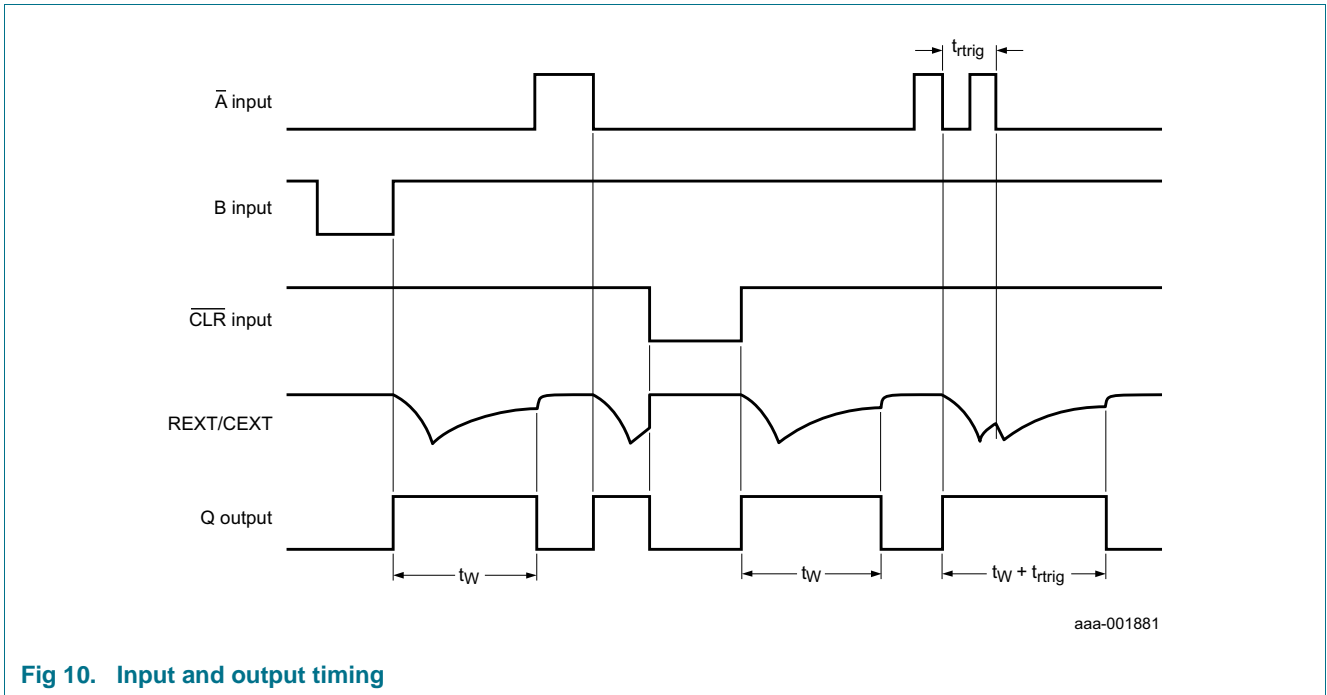 t_rtrig
A̅ input
B input
C̅L̅R̅ input
REXT/CEXT
Q output
t_W
t_W
t_W + t_rtrig
aaa-001881
Fig 10. Input and output timing